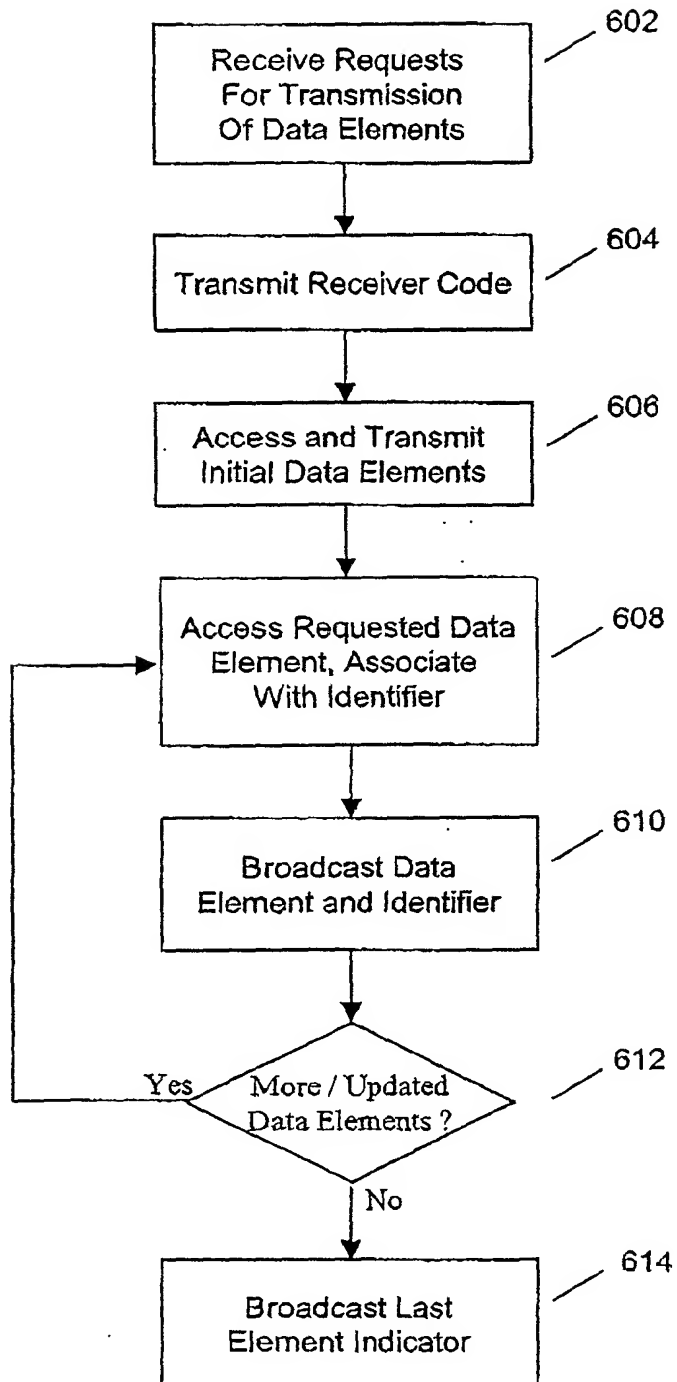 602
Receive Requests
For Transmission
Of Data Elements
604
Transmit Receiver Code
606
Access and Transmit
Initial Data Elements
608
Access Requested Data
Element, Associate
With Identifier
610
Broadcast Data
Element and Identifier
612
Yes
More / Updated
Data Elements ?
No
614
Broadcast Last
Element Indicator